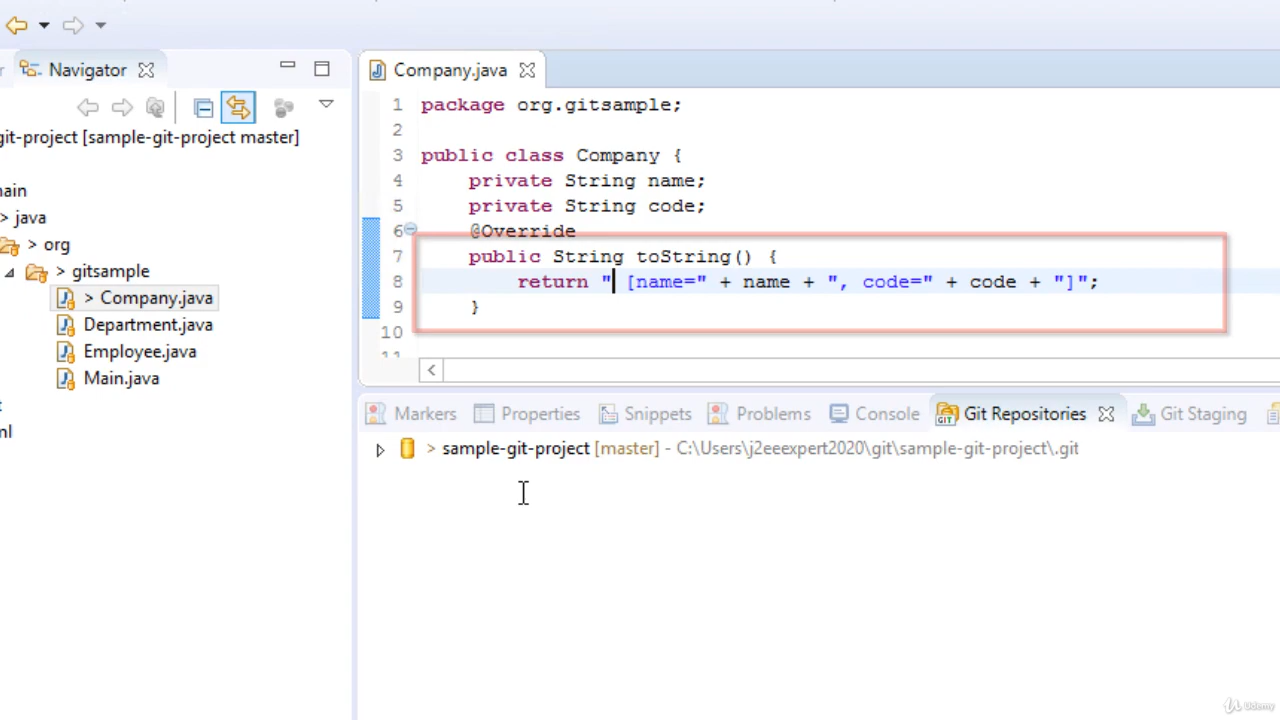 Navigator
Company.java
git-project [sample-git-project master]
> java
> org
> gitsample
> Company.java
Department.java
Employee.java
Main.java
1 package org.gitsample;
2
3 public class Company {
4 private String name;
5 private String code;
6 @Override
7 public String toString() {
8 return " [name=" + name + ", code=" + code + "]";
9 }
10
11
Markers
Properties
Snippets
Problems
Console
Git Repositories
Git Staging
> sample-git-project [master] - C:\Users\j2eeexpert2020\git\sample-git-project\.git
Udemy